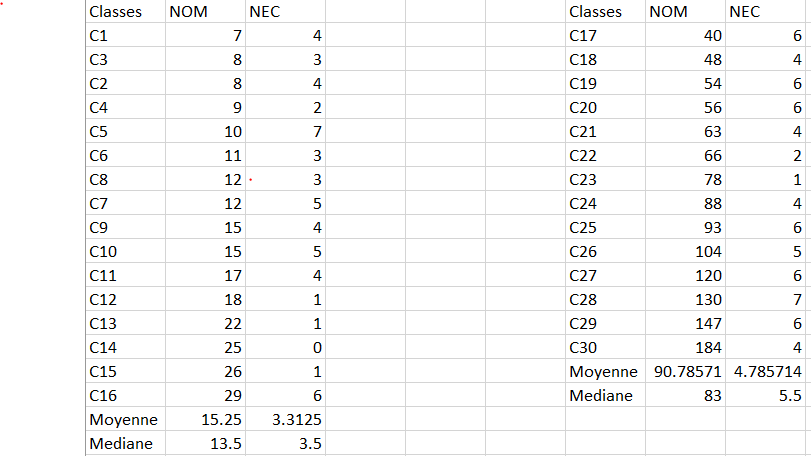 Classes NOM NEC
C1 7 4
C3 8 3
C2 8 4
C4 9 2
C5 10 7
C6 11 3
C8 12 3
C7 12 5
C9 15 4
C10 15 5
C11 17 4
C12 18 1
C13 22 1
C14 25 0
C15 26 1
C16 29 6
Moyenne 15.25 3.3125
Mediane 13.5 3.5
Classes NOM NEC
C17 40 6
C18 48 4
C19 54 6
C20 56 6
C21 63 4
C22 66 2
C23 78 1
C24 88 4
C25 93 6
C26 104 5
C27 120 6
C28 130 7
C29 147 6
C30 184 4
Moyenne 90.78571 4.785714
Mediane 83 5.5